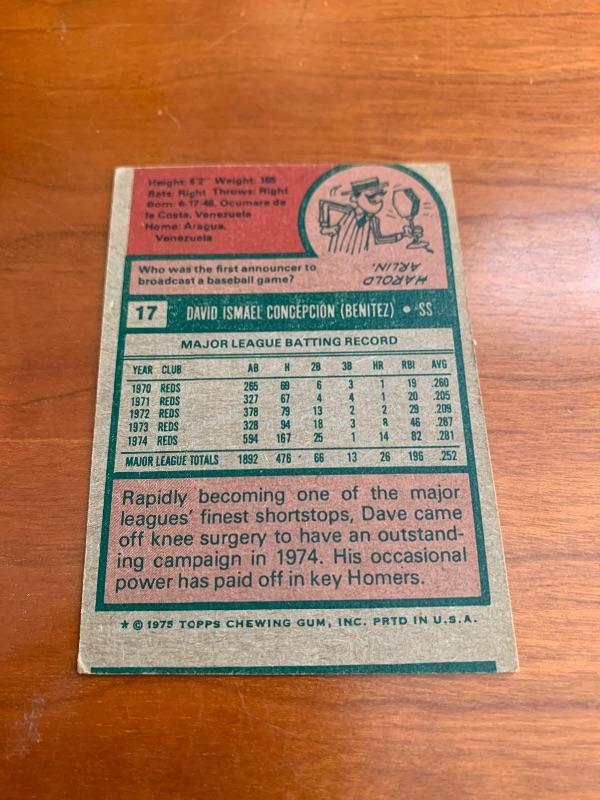 Height: 6'2" Weight: 165
Bats: Right Throws: Right
Born: 6-17-48, Ocumare de
la Costa, Venezuela
Home: Aragua,
Venezuela
Who was the first announcer to
broadcast a baseball game?
HAROLD
ARLIN.
17 DAVID ISMAEL CONCEPCION (BENITEZ) • SS
MAJOR LEAGUE BATTING RECORD
YEAR CLUB AB H 2B 3B HR RBI AVG
1970 REDS 265 69 6 3 1 19 .260
1971 REDS 327 67 4 4 1 20 .205
1972 REDS 378 79 13 2 2 29 .209
1973 REDS 328 94 18 3 8 46 .287
1974 REDS 594 167 25 1 14 82 .281
MAJOR LEAGUE TOTALS 1892 476 66 13 26 196 .252
Rapidly becoming one of the major
leagues' finest shortstops, Dave came
off knee surgery to have an outstand-
ing campaign in 1974. His occasional
power has paid off in key Homers.
* © 1975 TOPPS CHEWING GUM, INC. PRTD IN U.S.A.